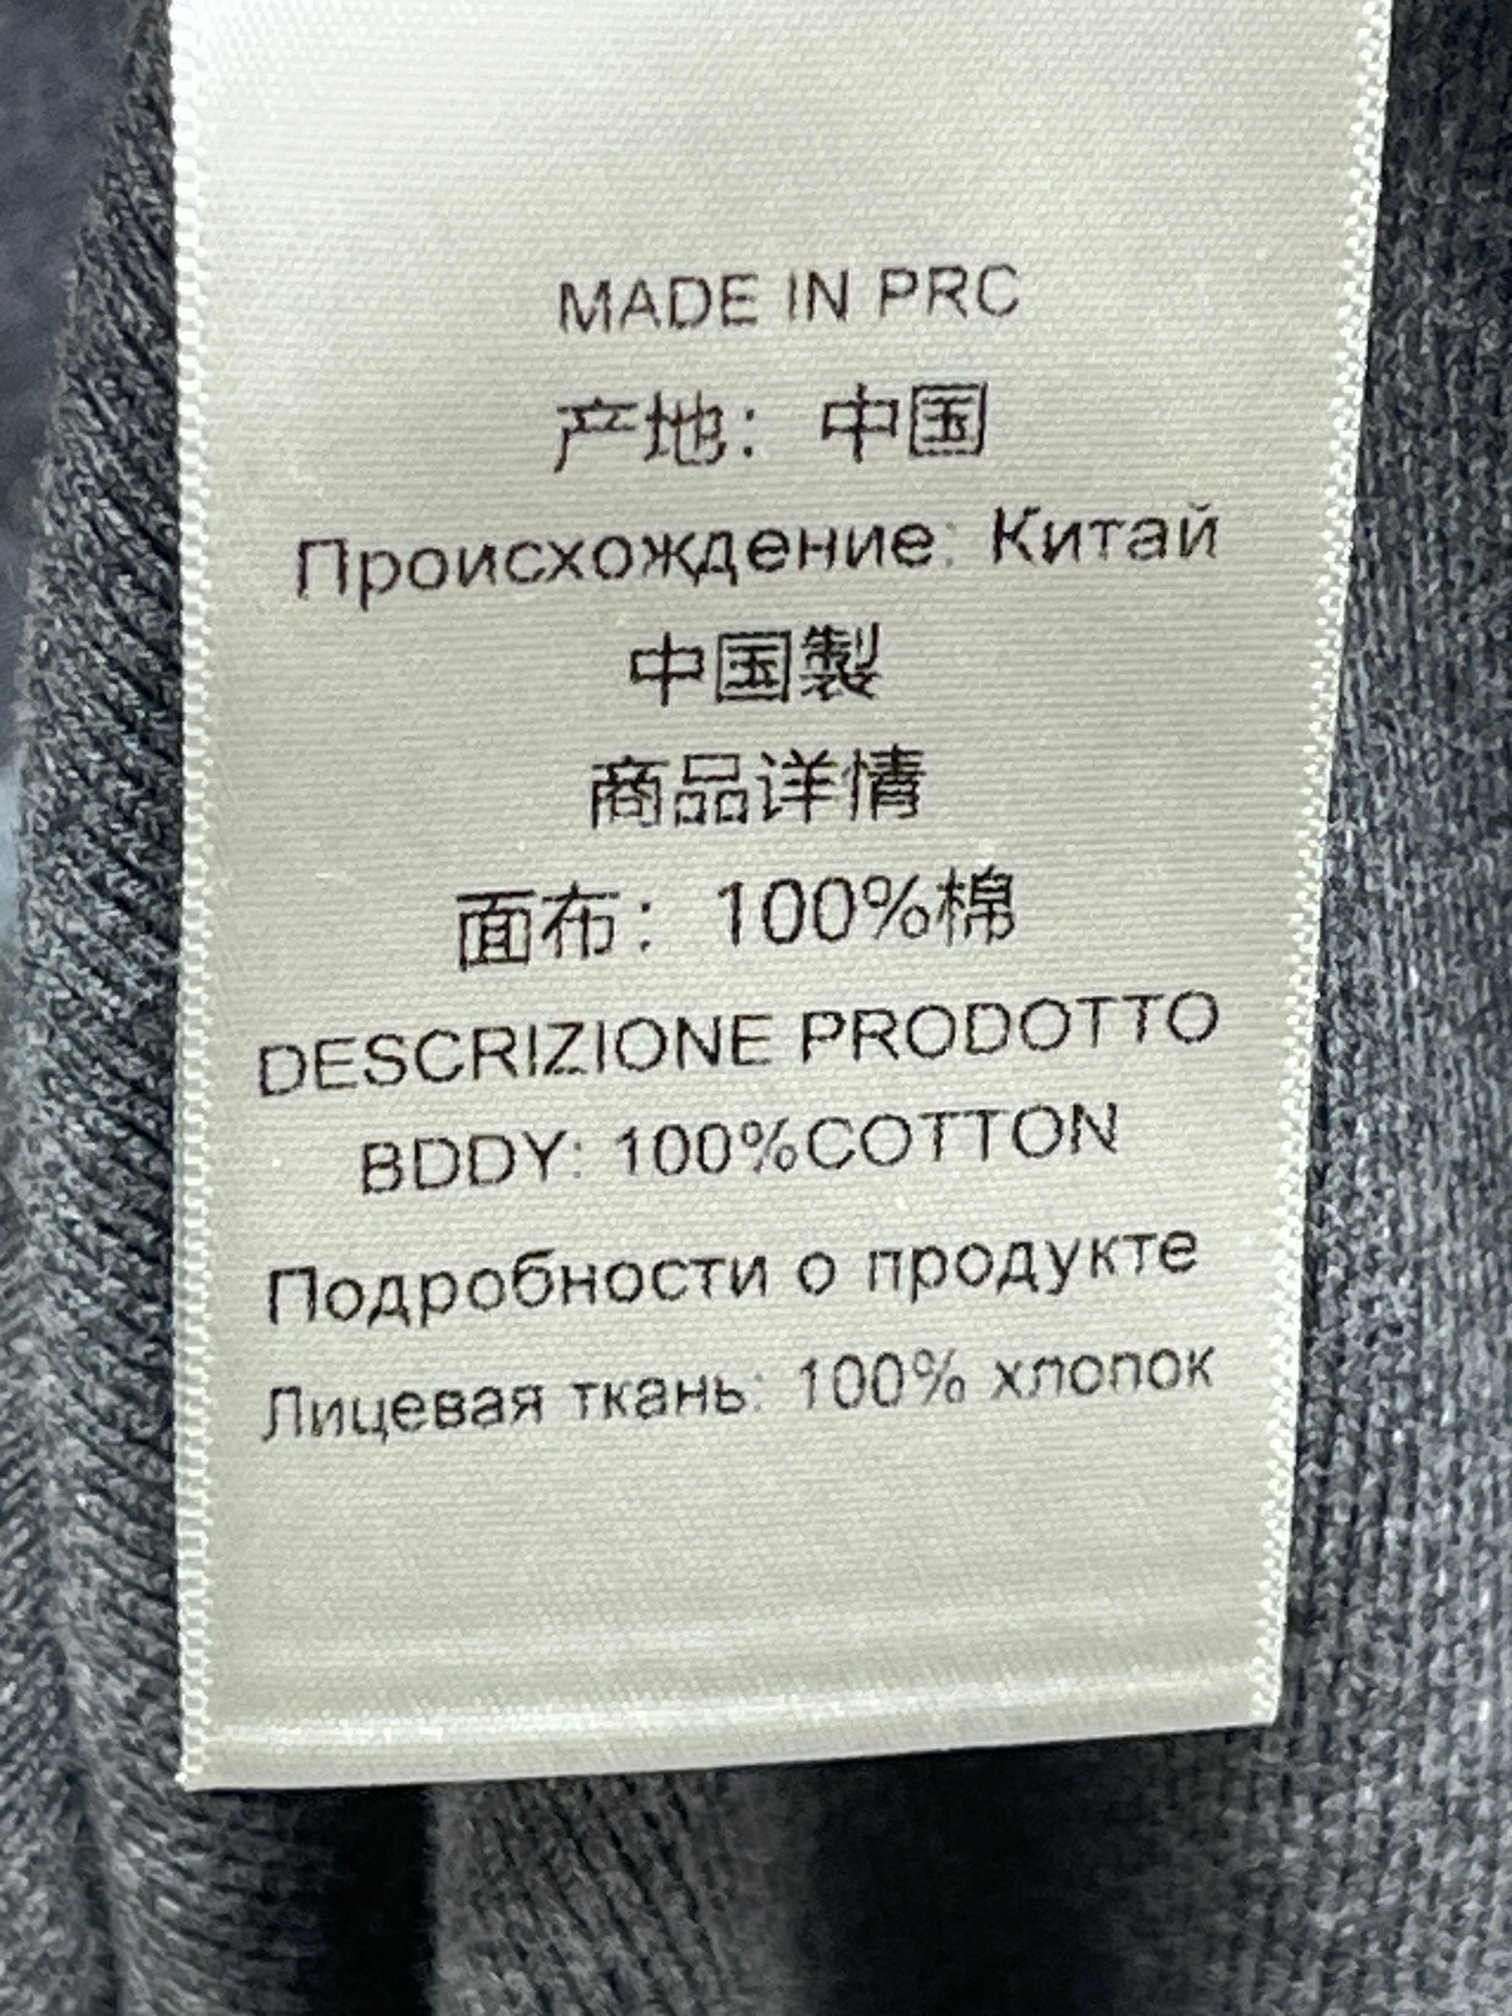 MADE IN PRC
产地：中国
Происхождение: Китай
中国製
商品详情
面布：100%棉
DESCRIZIONE PRODOTTO
BDDY: 100%COTTON
Подробности о продукте
Лицевая ткань: 100% хлопок